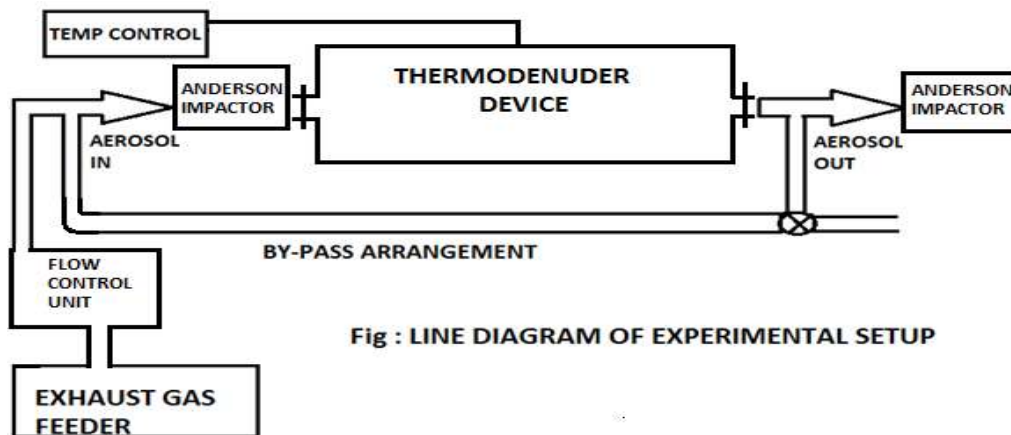 TEMP CONTROL
THERMODENUDER
DEVICE
ANDERSON
IMPACTOR
ANDERSON
IMPACTOR
AEROSOL
IN
AEROSOL
OUT
BY-PASS ARRANGEMENT
FLOW
CONTROL
UNIT
Fig : LINE DIAGRAM OF EXPERIMENTAL SETUP
EXHAUST GAS
FEEDER